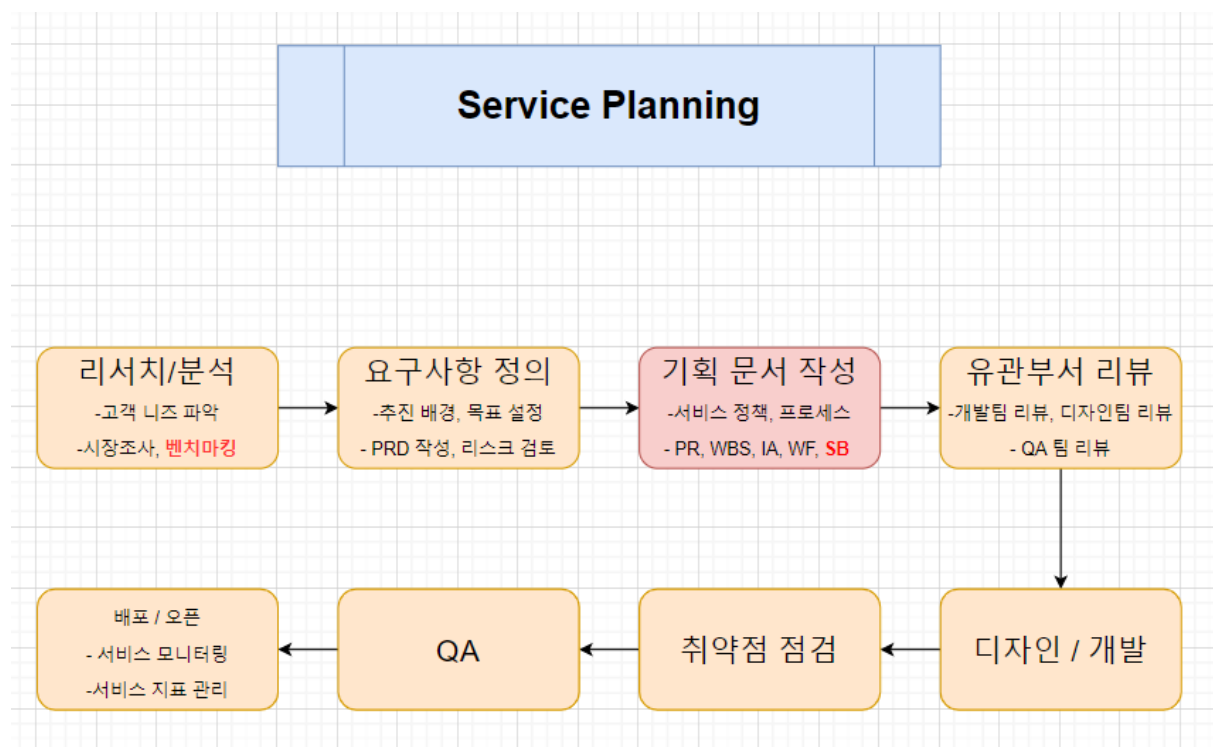 Service Planning
리서치/분석
-고객 니즈 파악
-시장조사, 벤치마킹
요구사항 정의
-추진 배경, 목표 설정
- PRD 작성, 리스크 검토
기획 문서 작성
-서비스 정책, 프로세스
- PR, WBS, IA, WF, SB
유관부서 리뷰
-개발팀 리뷰, 디자인팀 리뷰
- QA 팀 리뷰
디자인 / 개발
취약점 점검
QA
배포 / 오픈
- 서비스 모니터링
-서비스 지표 관리